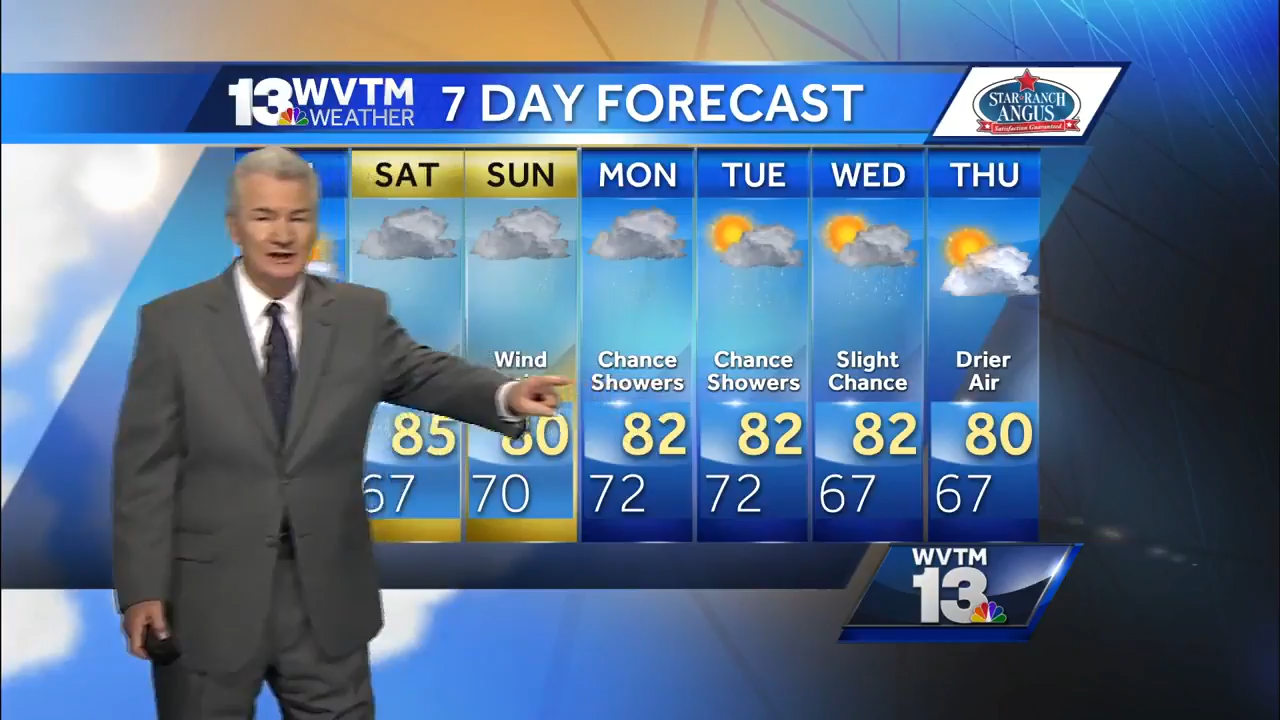 13 WVTM
WEATHER
7 DAY FORECAST
STAR RANCH
ANGUS
Satisfaction Guaranteed
SAT SUN MON TUE WED THU
Wind Chance Chance Slight Drier
Showers Showers Chance Air
85 80 82 82 82 80
67 70 72 72 67 67
WVTM
13